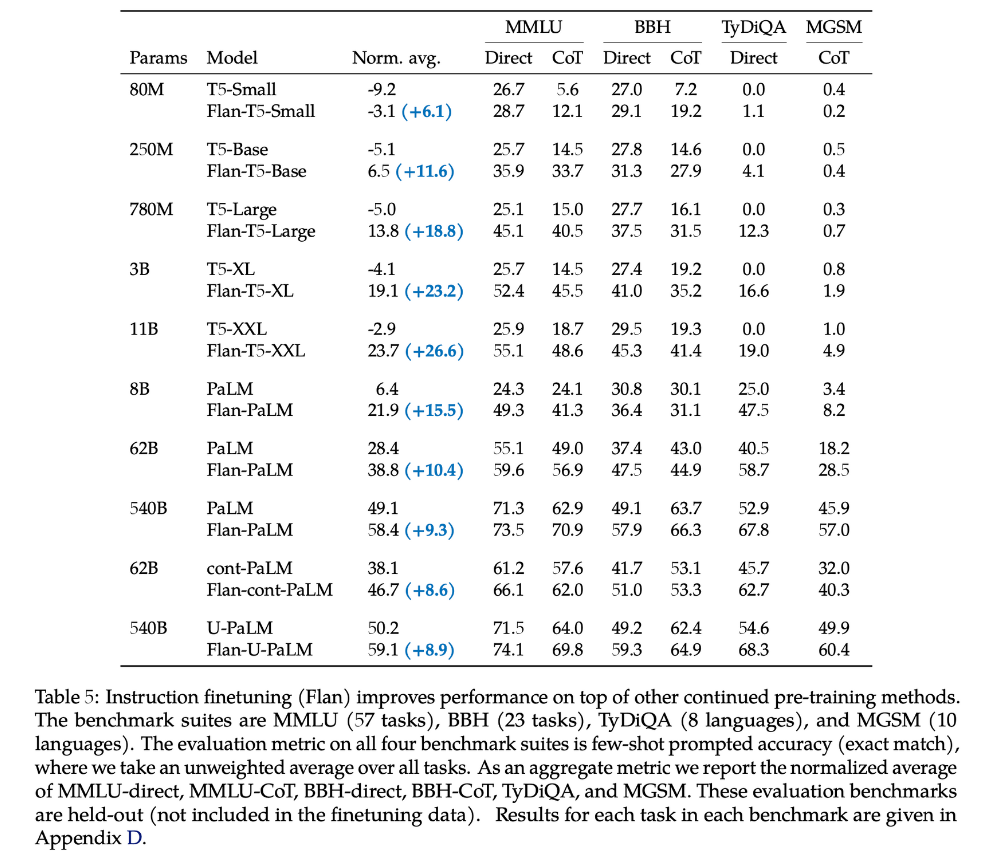 MMLU BBH TyDiQA MGSM
Params Model Norm. avg. Direct CoT Direct CoT Direct CoT
80M T5-Small -9.2 26.7 5.6 27.0 7.2 0.0 0.4
Flan-T5-Small -3.1 (+6.1) 28.7 12.1 29.1 19.2 1.1 0.2
250M T5-Base -5.1 25.7 14.5 27.8 14.6 0.0 0.5
Flan-T5-Base 6.5 (+11.6) 35.9 33.7 31.3 27.9 4.1 0.4
780M T5-Large -5.0 25.1 15.0 27.7 16.1 0.0 0.3
Flan-T5-Large 13.8 (+18.8) 45.1 40.5 37.5 31.5 12.3 0.7
3B T5-XL -4.1 25.7 14.5 27.4 19.2 0.0 0.8
Flan-T5-XL 19.1 (+23.2) 52.4 45.5 41.0 35.2 16.6 1.9
11B T5-XXL -2.9 25.9 18.7 29.5 19.3 0.0 1.0
Flan-T5-XXL 23.7 (+26.6) 55.1 48.6 45.3 41.4 19.0 4.9
8B PaLM 6.4 24.3 24.1 30.8 30.1 25.0 3.4
Flan-PaLM 21.9 (+15.5) 49.3 41.3 36.4 31.1 47.5 8.2
62B PaLM 28.4 55.1 49.0 37.4 43.0 40.5 18.2
Flan-PaLM 38.8 (+10.4) 59.6 56.9 47.5 44.9 58.7 28.5
540B PaLM 49.1 71.3 62.9 49.1 63.7 52.9 45.9
Flan-PaLM 58.4 (+9.3) 73.5 70.9 57.9 66.3 67.8 57.0
62B cont-PaLM 38.1 61.2 57.6 41.7 53.1 45.7 32.0
Flan-cont-PaLM 46.7 (+8.6) 66.1 62.0 51.0 53.3 62.7 40.3
540B U-PaLM 50.2 71.5 64.0 49.2 62.4 54.6 49.9
Flan-U-PaLM 59.1 (+8.9) 74.1 69.8 59.3 64.9 68.3 60.4
Table 5: Instruction finetuning (Flan) improves performance on top of other continued pre-training methods.
The benchmark suites are MMLU (57 tasks), BBH (23 tasks), TyDiQA (8 languages), and MGSM (10
languages). The evaluation metric on all four benchmark suites is few-shot prompted accuracy (exact match),
where we take an unweighted average over all tasks. As an aggregate metric we report the normalized average
of MMLU-direct, MMLU-CoT, BBH-direct, BBH-CoT, TyDiQA, and MGSM. These evaluation benchmarks
are held-out (not included in the finetuning data). Results for each task in each benchmark are given in
Appendix D.